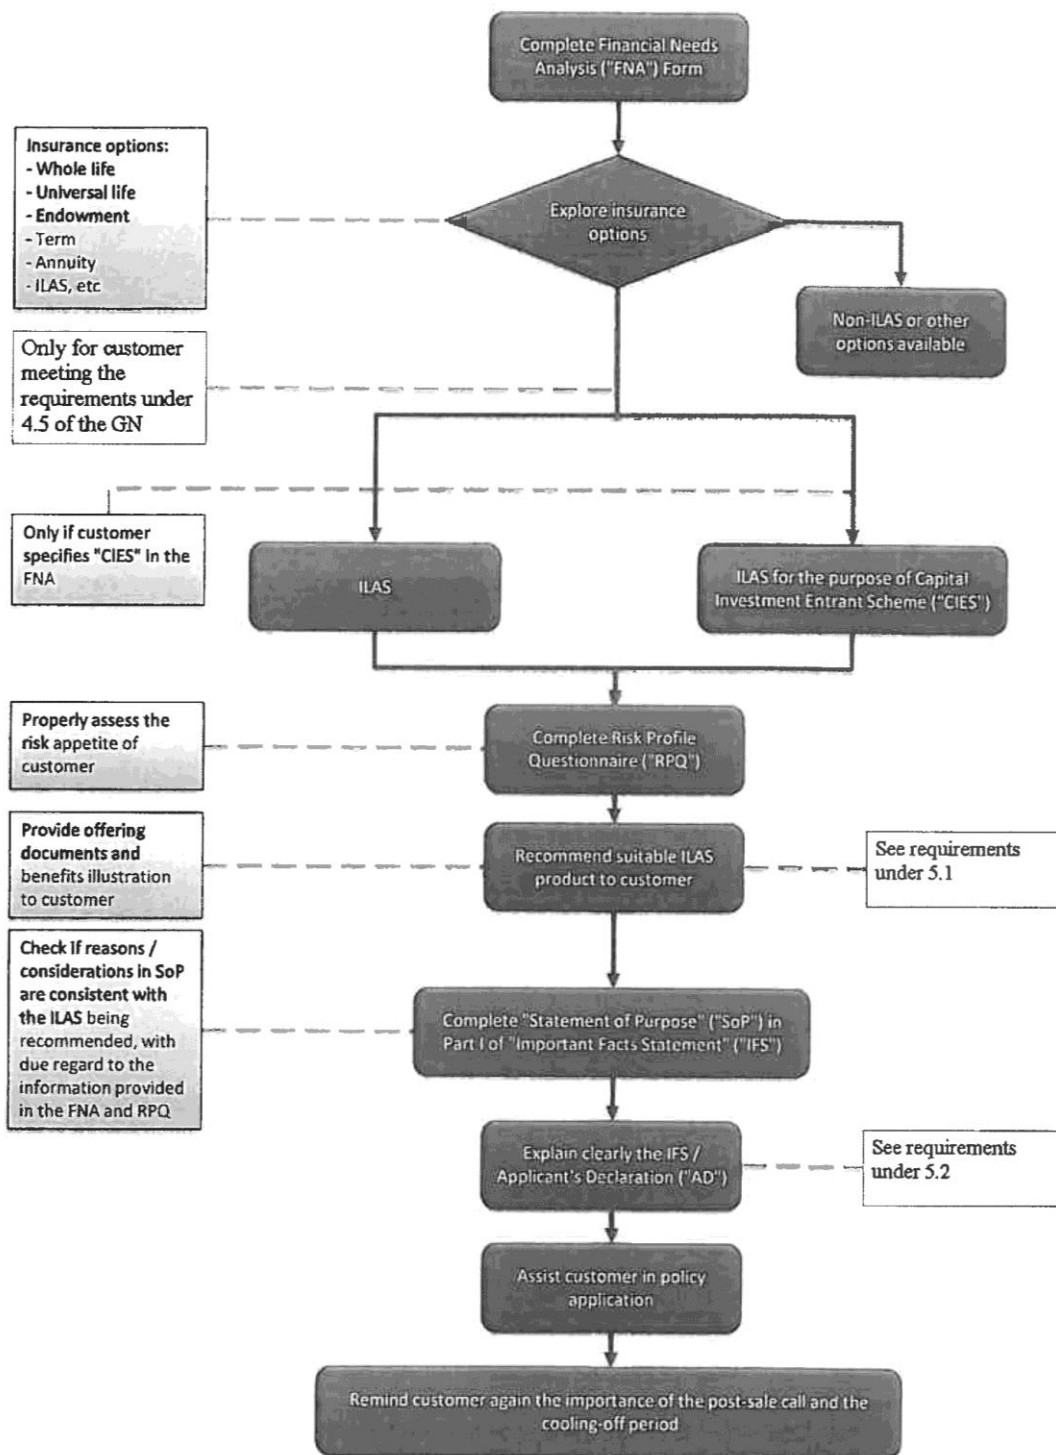 Complete Financial Needs
Analysis ("FNA") Form
Insurance options:
- Whole life
- Universal life
- Endowment
- Term
- Annuity
- ILAS, etc
Explore insurance
options
Non-ILAS or other
options available
Only for customer
meeting the
requirements under
4.5 of the GN
Only if customer
specifies "CIES" in the
FNA
ILAS
ILAS for the purpose of Capital
Investment Entrant Scheme ("CIES")
Properly assess the
risk appetite of
customer
Complete Risk Profile
Questionnaire ("RPQ")
Provide offering
documents and
benefits illustration
to customer
Recommend suitable ILAS
product to customer
See requirements
under 5.1
Check if reasons /
considerations in SoP
are consistent with
the ILAS being
recommended, with
due regard to the
information provided
in the FNA and RPQ
Complete "Statement of Purpose" ("SoP") in
Part I of "Important Facts Statement" ("IFS")
Explain clearly the IFS /
Applicant's Declaration ("AD")
See requirements
under 5.2
Assist customer in policy
application
Remind customer again the importance of the post-sale call and the
cooling-off period